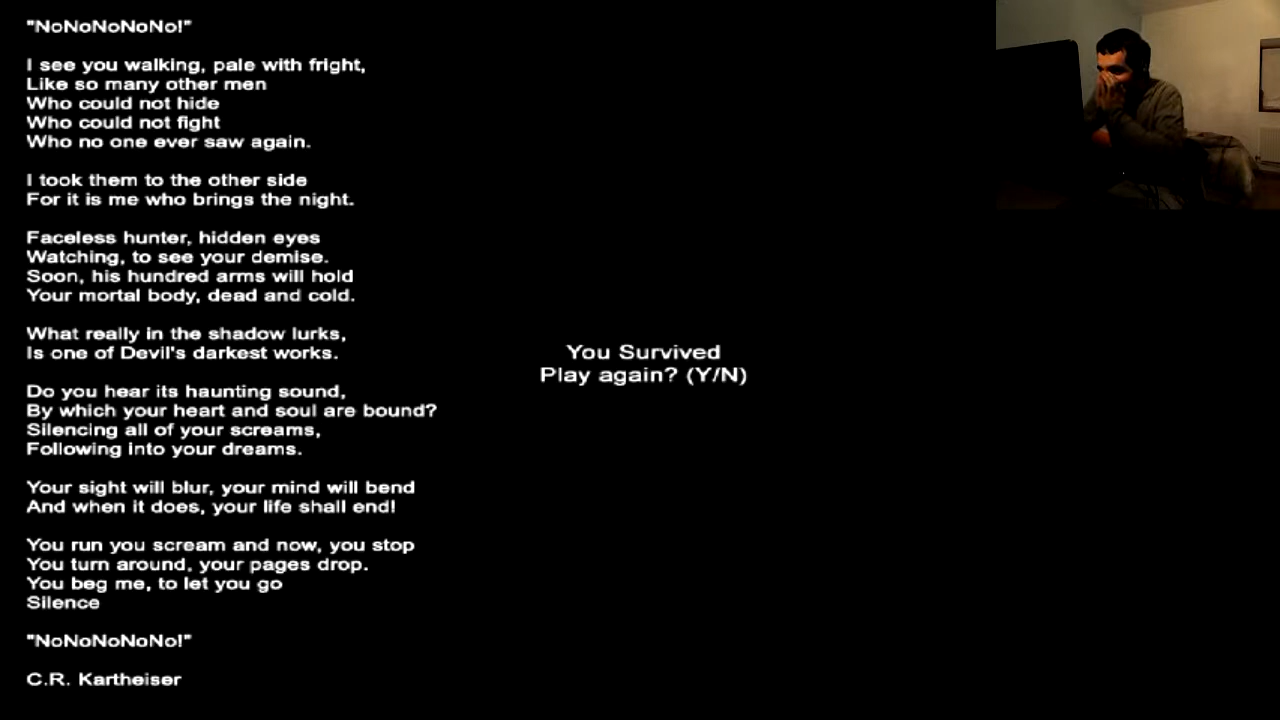 "NoNoNoNoNo!"
I see you walking, pale with fright,
Like so many other men
Who could not hide
Who could not fight
Who no one ever saw again.
I took them to the other side
For it is me who brings the night.
Faceless hunter, hidden eyes
Watching, to see your demise.
Soon, his hundred arms will hold
Your mortal body, dead and cold.
What really in the shadow lurks,
Is one of Devil's darkest works.
Do you hear its haunting sound,
By which your heart and soul are bound?
Silencing all of your screams,
Following into your dreams.
Your sight will blur, your mind will bend
And when it does, your life shall end!
You run you scream and now, you stop
You turn around, your pages drop.
You beg me, to let you go
Silence
"NoNoNoNoNo!"
C.R. Kartheiser
You Survived
Play again? (Y/N)